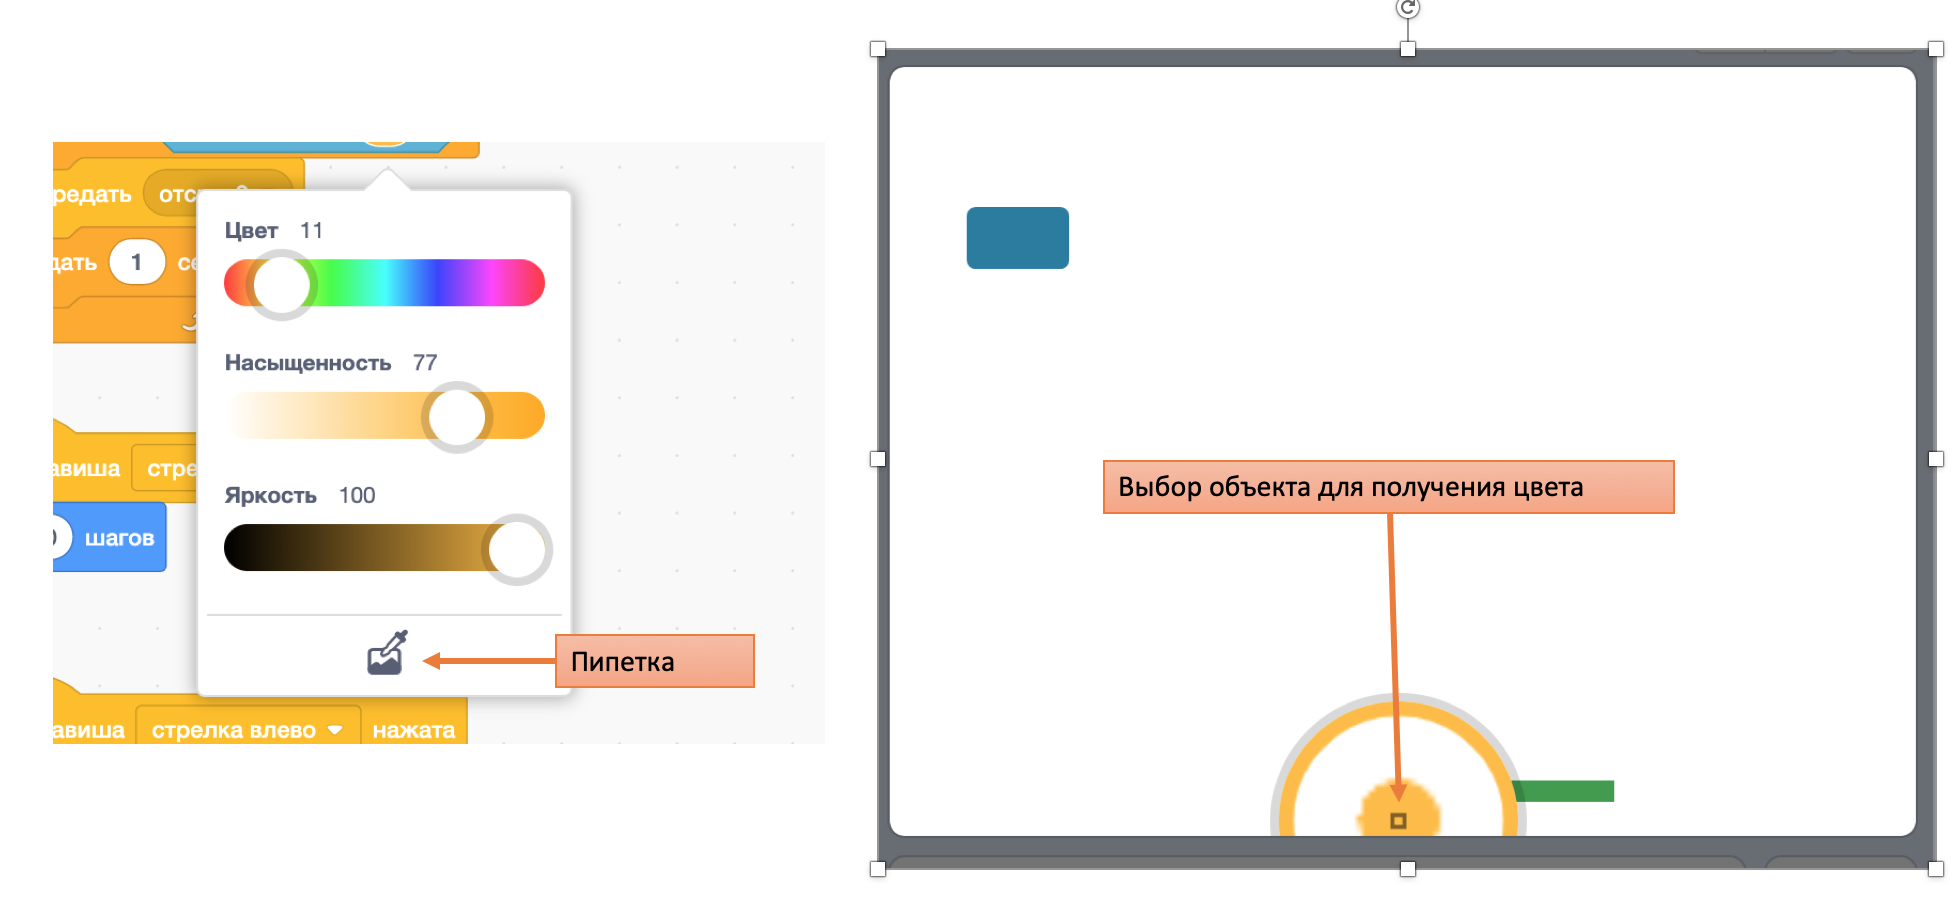 редать отс
Цвет 11
дать 1 се
Насыщенность 77
авиша стре
Яркость 100
шагов
Пипетка
авиша стрелка влево нажата
Выбор объекта для получения цвета